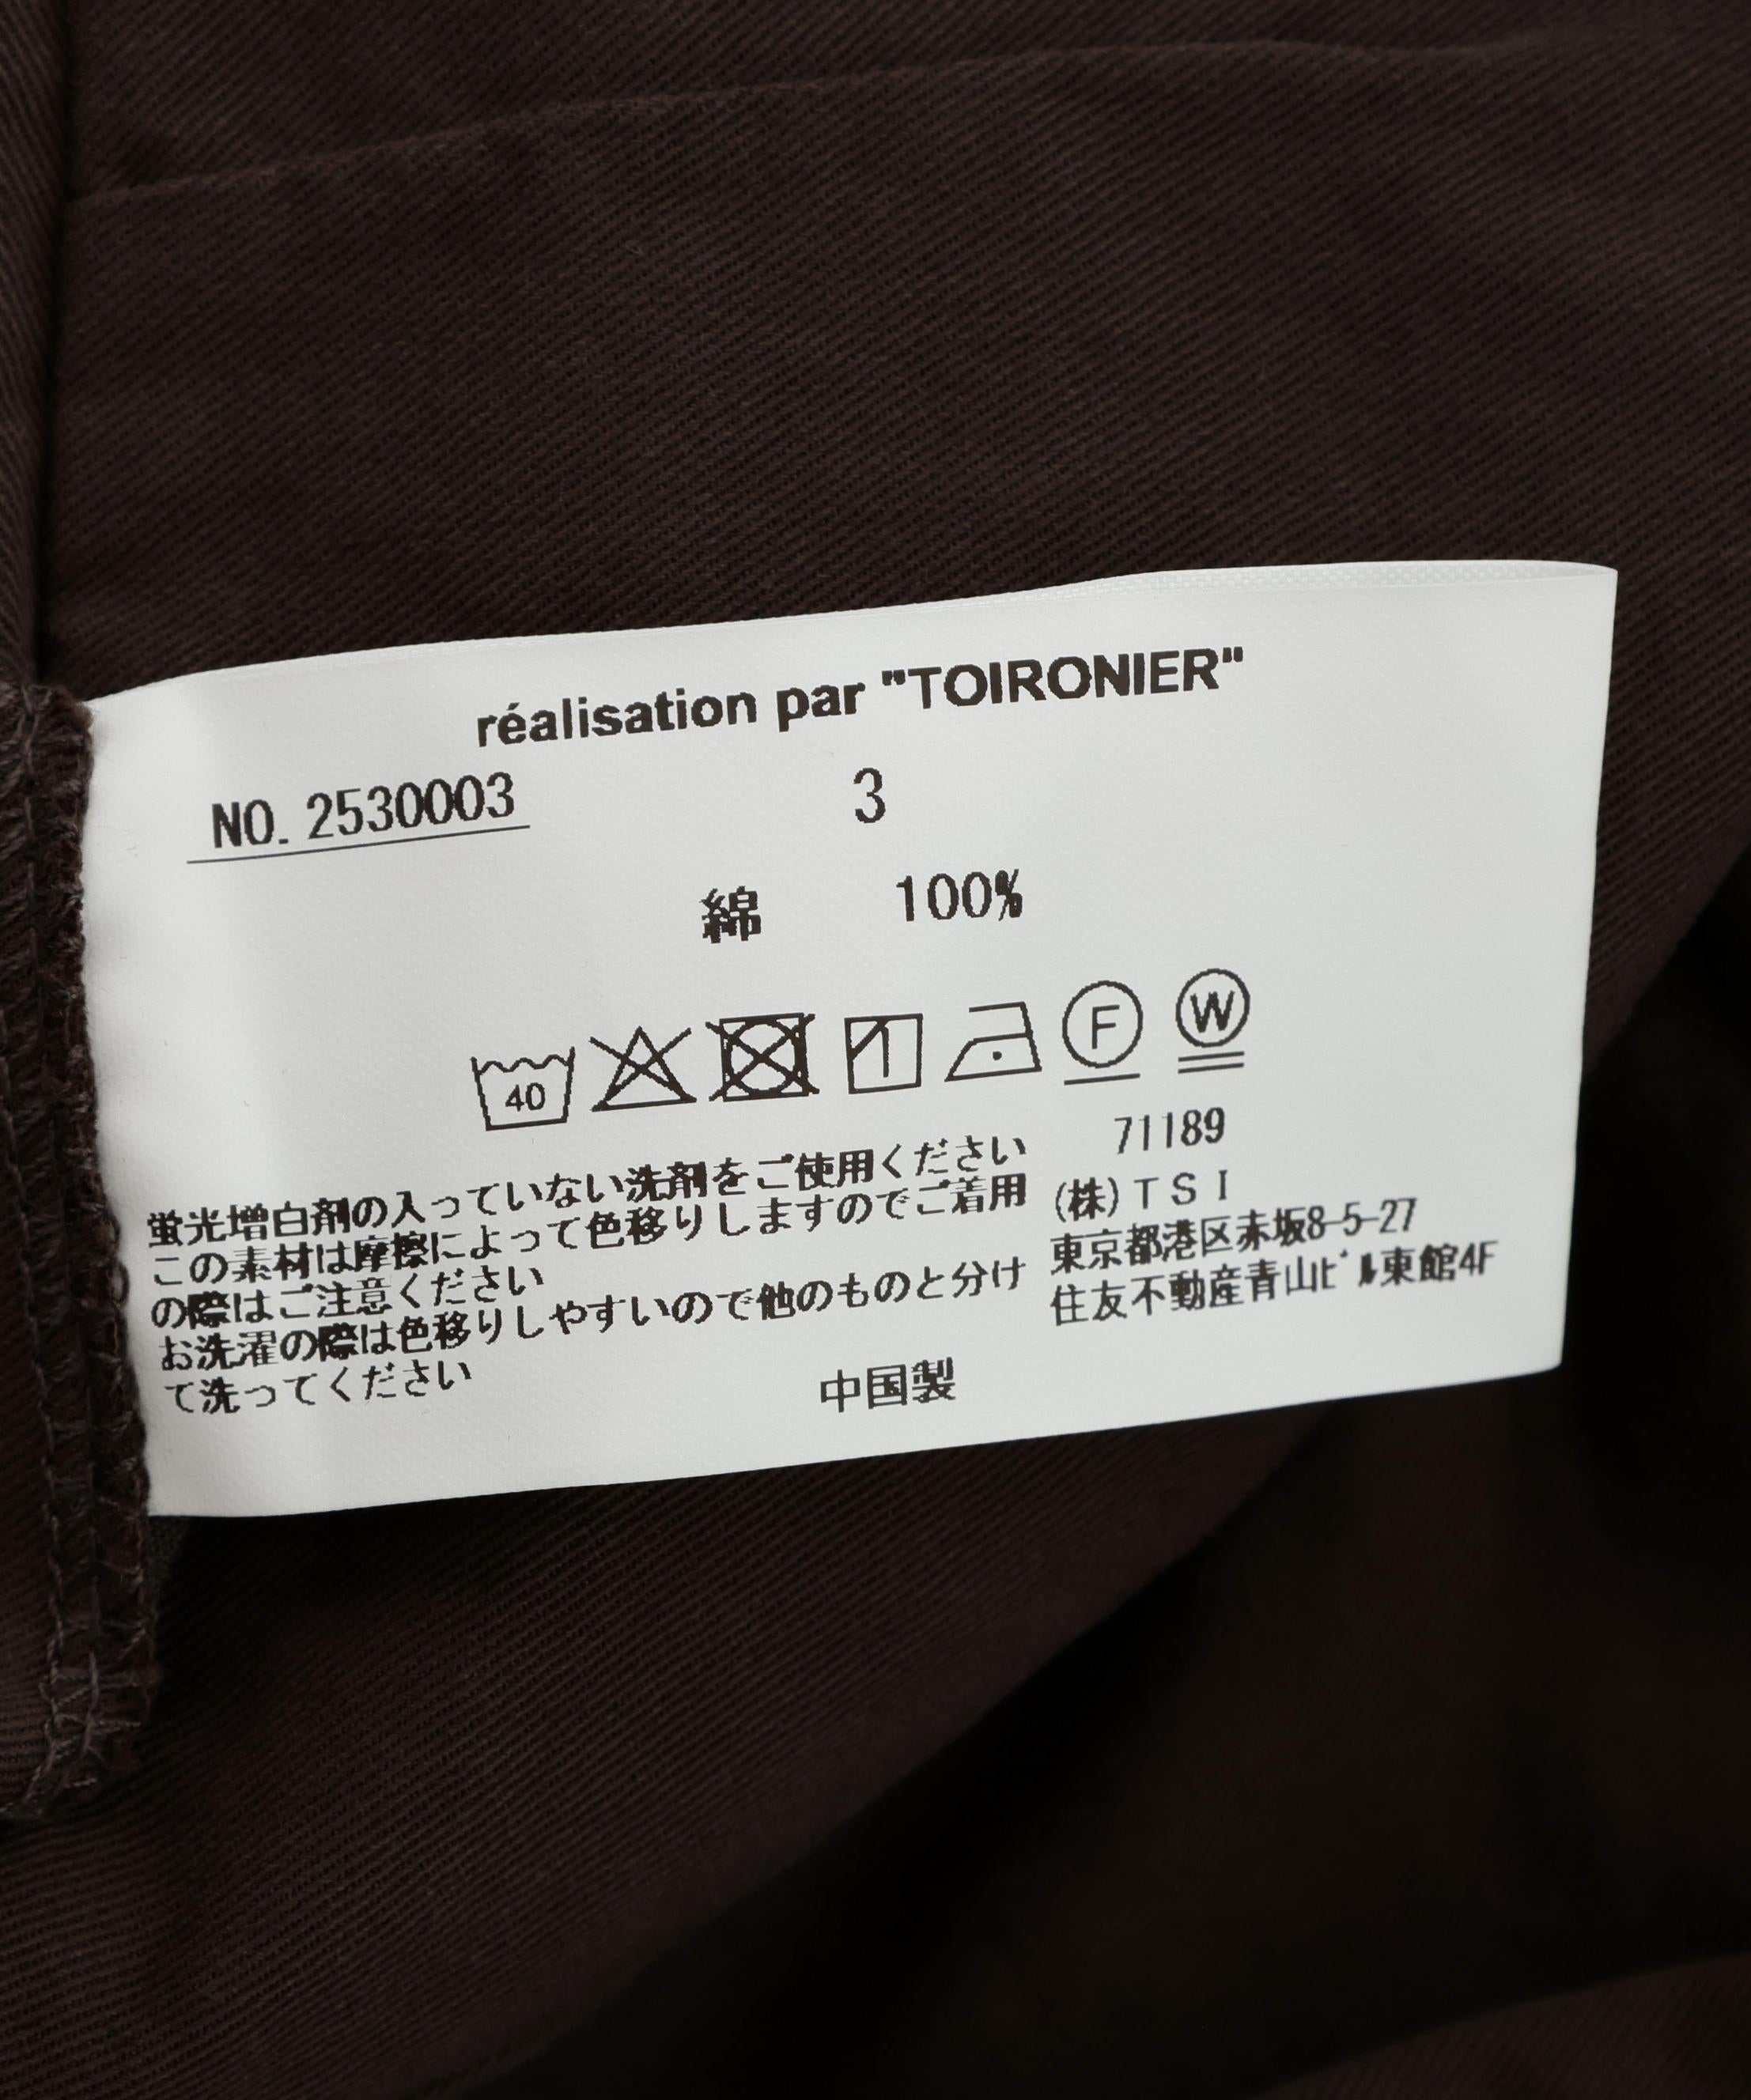 réalisation par "TOIRONIER"
NO. 2530003
3
綿 100%
40
F
W
蛍光増白剤の入っていない洗剤をご使用ください
この素材は摩擦によって色移りしますのでご着用
の際はご注意ください
お洗濯の際は色移りしやすいので他のものと分け
て洗ってください
71189
(株)TSI
東京都港区赤坂8-5-27
住友不動産青山ビル東館4F
中国製